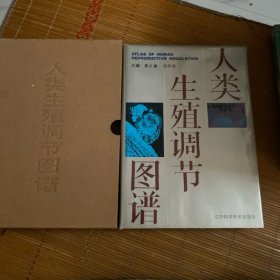 类生殖调节图谱
ATLAS OF HUMAN
REPRODUCTIVE REGULATION
人类
生殖调节
图谱
辽宁科学技术出版社